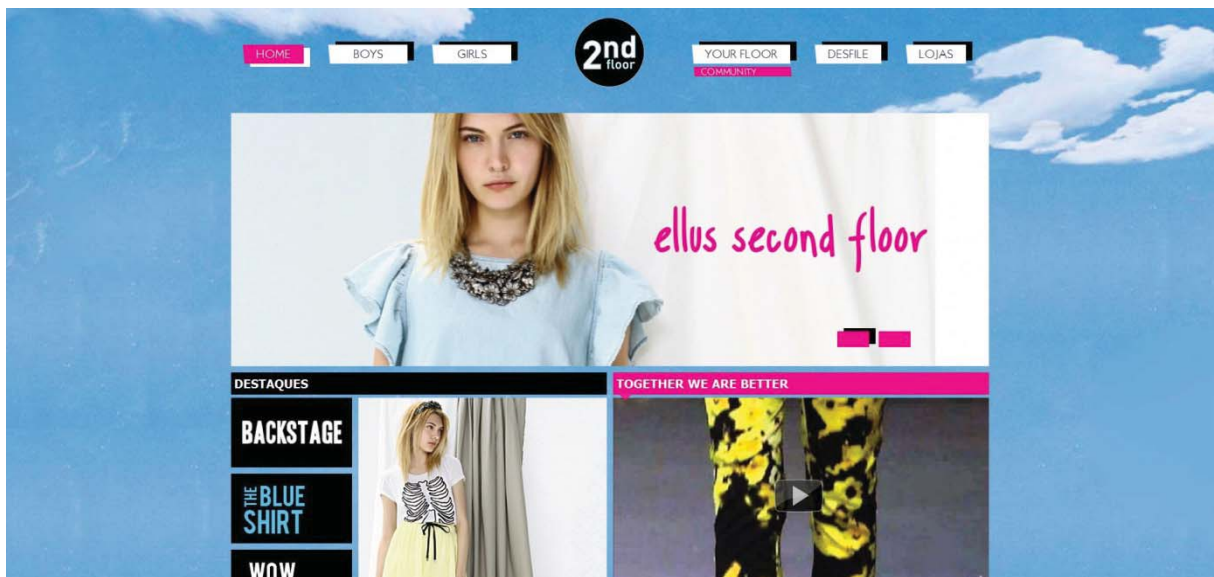 HOME
BOYS
GIRLS
2nd
floor
YOUR FLOOR
COMMUNITY
DESFILE
LOJAS
ellus second floor
DESTAQUES
TOGETHER WE ARE BETTER
BACKSTAGE
THE BLUE
SHIRT
WOW